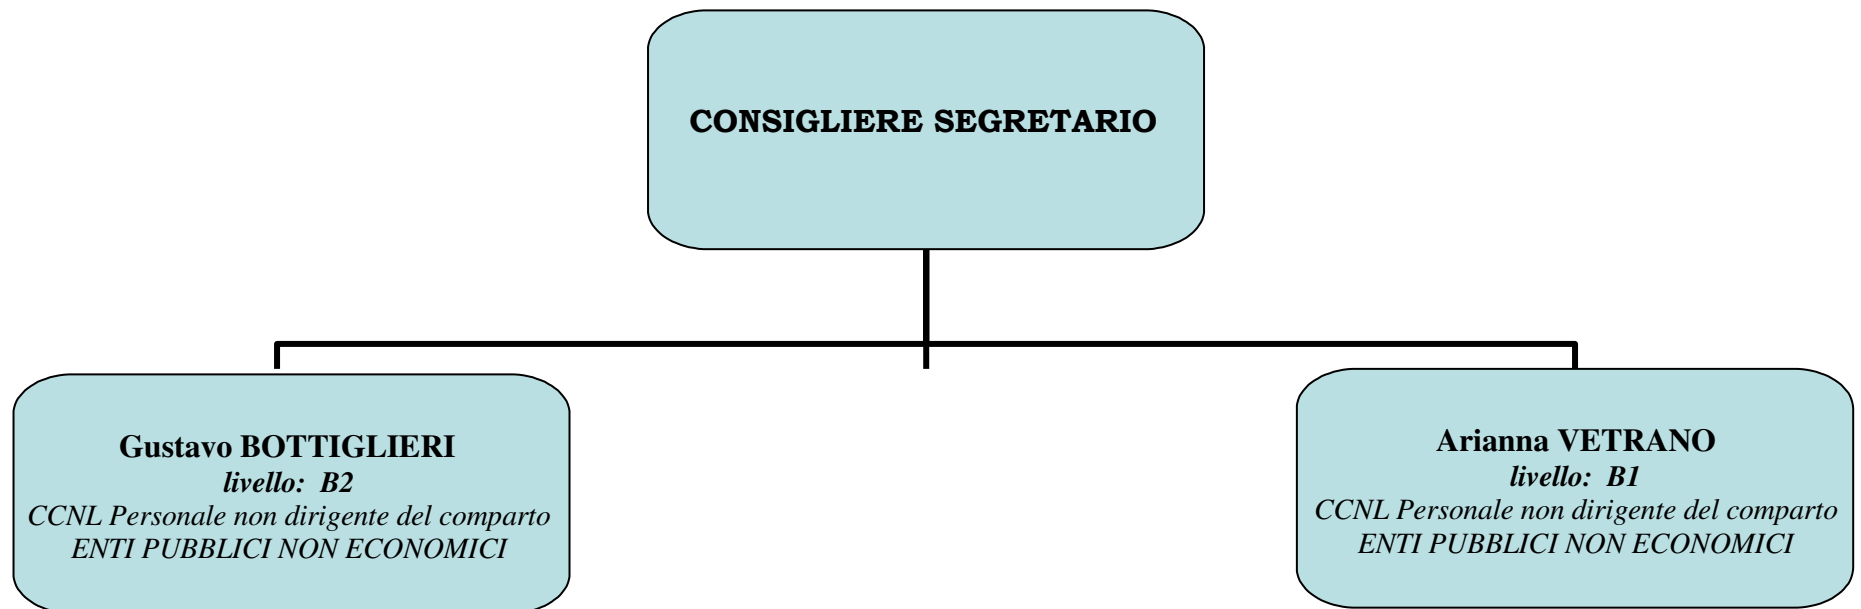 CONSIGLIERE SEGRETARIO
Gustavo BOTTIGLIERI
livello: B2
CCNL Personale non dirigente del comparto
ENTI PUBBLICI NON ECONOMICI
Arianna VETRANO
livello: B1
CCNL Personale non dirigente del comparto
ENTI PUBBLICI NON ECONOMICI